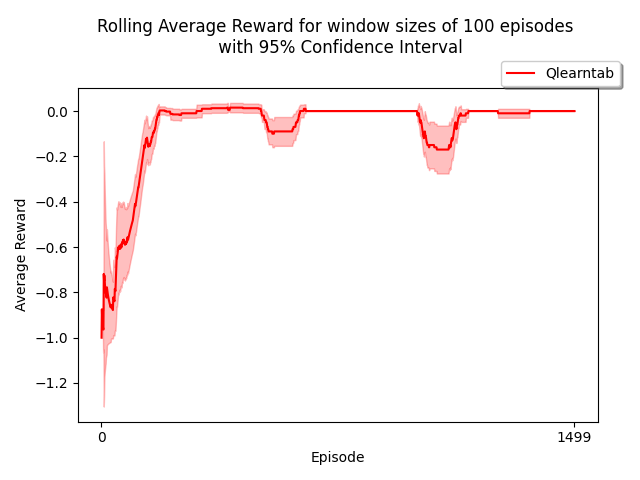 Rolling Average Reward for window sizes of 100 episodes
with 95% Confidence Interval
Qlearntab
0.0
−0.2
−0.4
−0.6
−0.8
−1.0
−1.2
Average Reward
0
1499
Episode